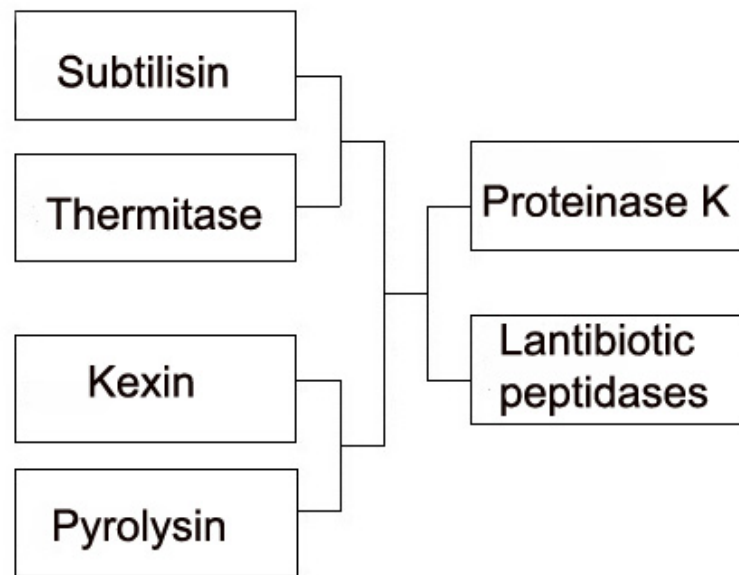 Subtilisin
Thermitase
Kexin
Pyrolysin
Proteinase K
Lantibiotic
peptidases